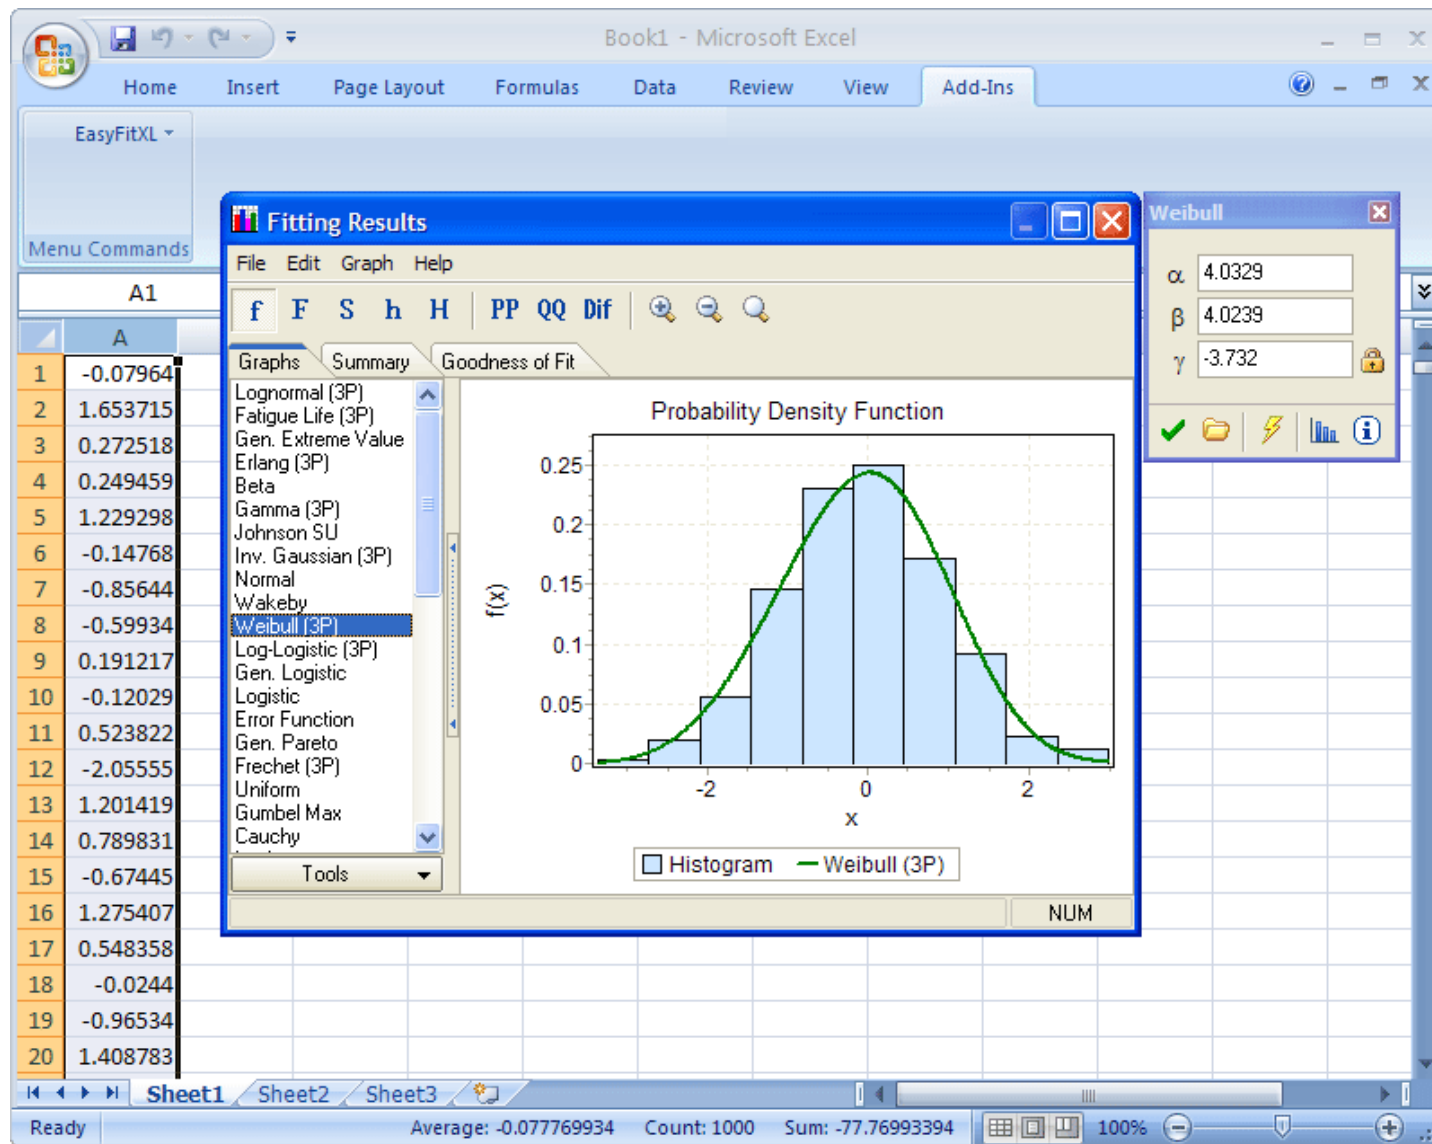 Book1 - Microsoft Excel
Home Insert Page Layout Formulas Data Review View Add-Ins
EasyFitXL
Menu Commands
A1
A
1 -0.07964
2 1.653715
3 0.272518
4 0.249459
5 1.229298
6 -0.14768
7 -0.85644
8 -0.59934
9 0.191217
10 -0.12029
11 0.523822
12 -2.05555
13 1.201419
14 0.789831
15 -0.67445
16 1.275407
17 0.548358
18 -0.0244
19 -0.96534
20 1.408783
Fitting Results
File Edit Graph Help
f F S h H PP QQ Dif
Graphs Summary Goodness of Fit
Lognormal (3P)
Fatigue Life (3P)
Gen. Extreme Value
Erlang (3P)
Beta
Gamma (3P)
Johnson SU
Inv. Gaussian (3P)
Normal
Wakeby
Weibull (3P)
Log-Logistic (3P)
Gen. Logistic
Logistic
Error Function
Gen. Pareto
Frechet (3P)
Uniform
Gumbel Max
Cauchy
Tools
Probability Density Function
f(x)
0.25
0.2
0.15
0.1
0.05
0
-2 0 2
x
Histogram Weibull (3P)
NUM
Weibull
α 4.0329
β 4.0239
γ -3.732
Sheet1 Sheet2 Sheet3
Ready Average: -0.077769934 Count: 1000 Sum: -77.76993394 100%